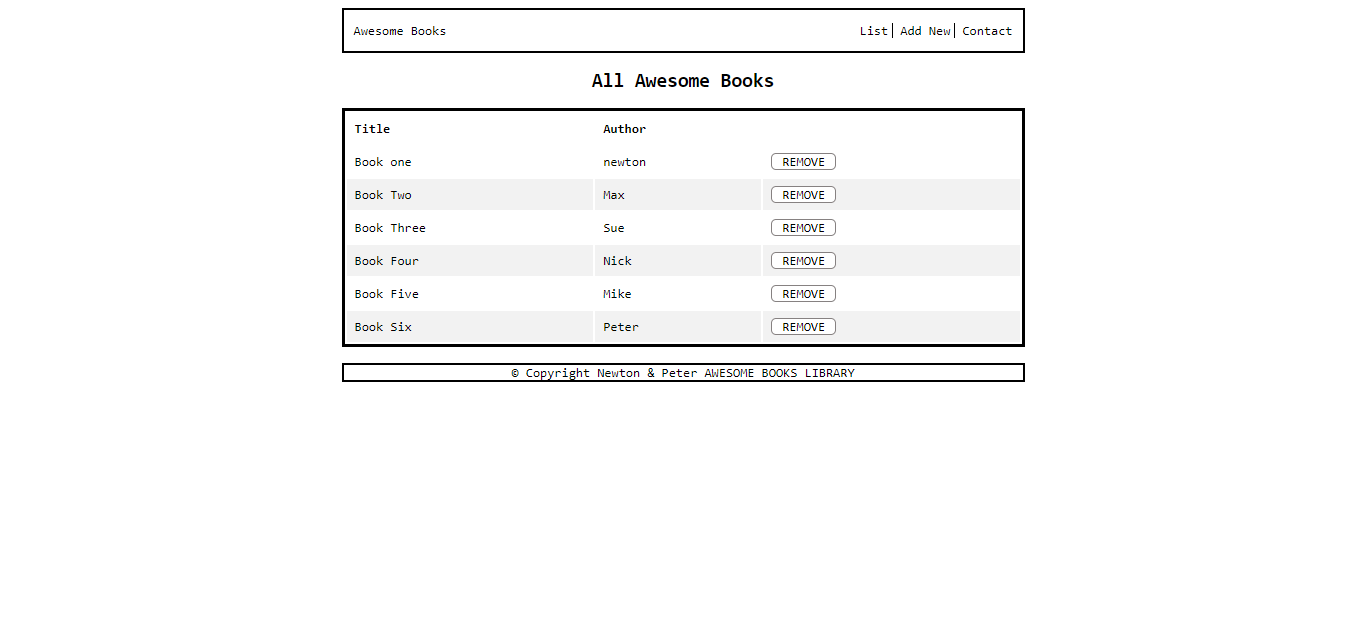 Awesome Books List Add New Contact
All Awesome Books
Title Author
Book one newton REMOVE
Book Two Max REMOVE
Book Three Sue REMOVE
Book Four Nick REMOVE
Book Five Mike REMOVE
Book Six Peter REMOVE
© Copyright Newton & Peter AWESOME BOOKS LIBRARY